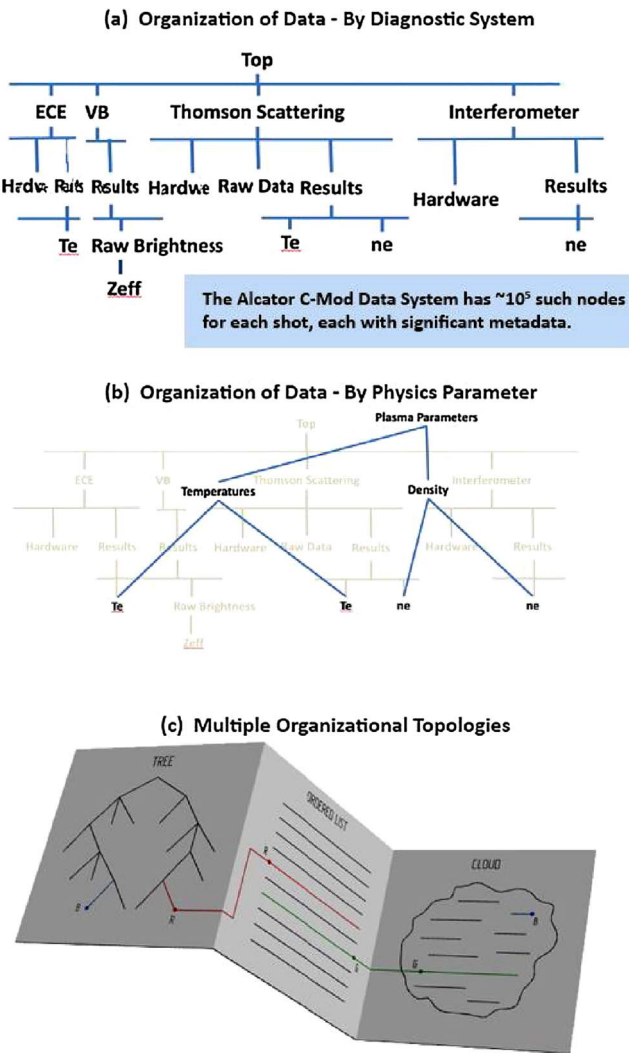 (a) Organization of Data - By Diagnostic System
Top
ECE VB Thomson Scattering Interferometer
Results Raw Data Results Hardware Results
Te Raw Brightness Te ne ne
Zeff
The Alcator C-Mod Data System has ~10⁵ such nodes
for each shot, each with significant metadata.
(b) Organization of Data - By Physics Parameter
Plasma Parameters
Top
ECE VB Thomson Scattering Interferometer
Temperatures Density
Hardware Results Results Hardware Raw Data Results Hardware Results
Te Raw Brightness Te ne ne
Zeff
(c) Multiple Organizational Topologies
TREE
ORDERED LIST
CLOUD
R
B
B
R
G